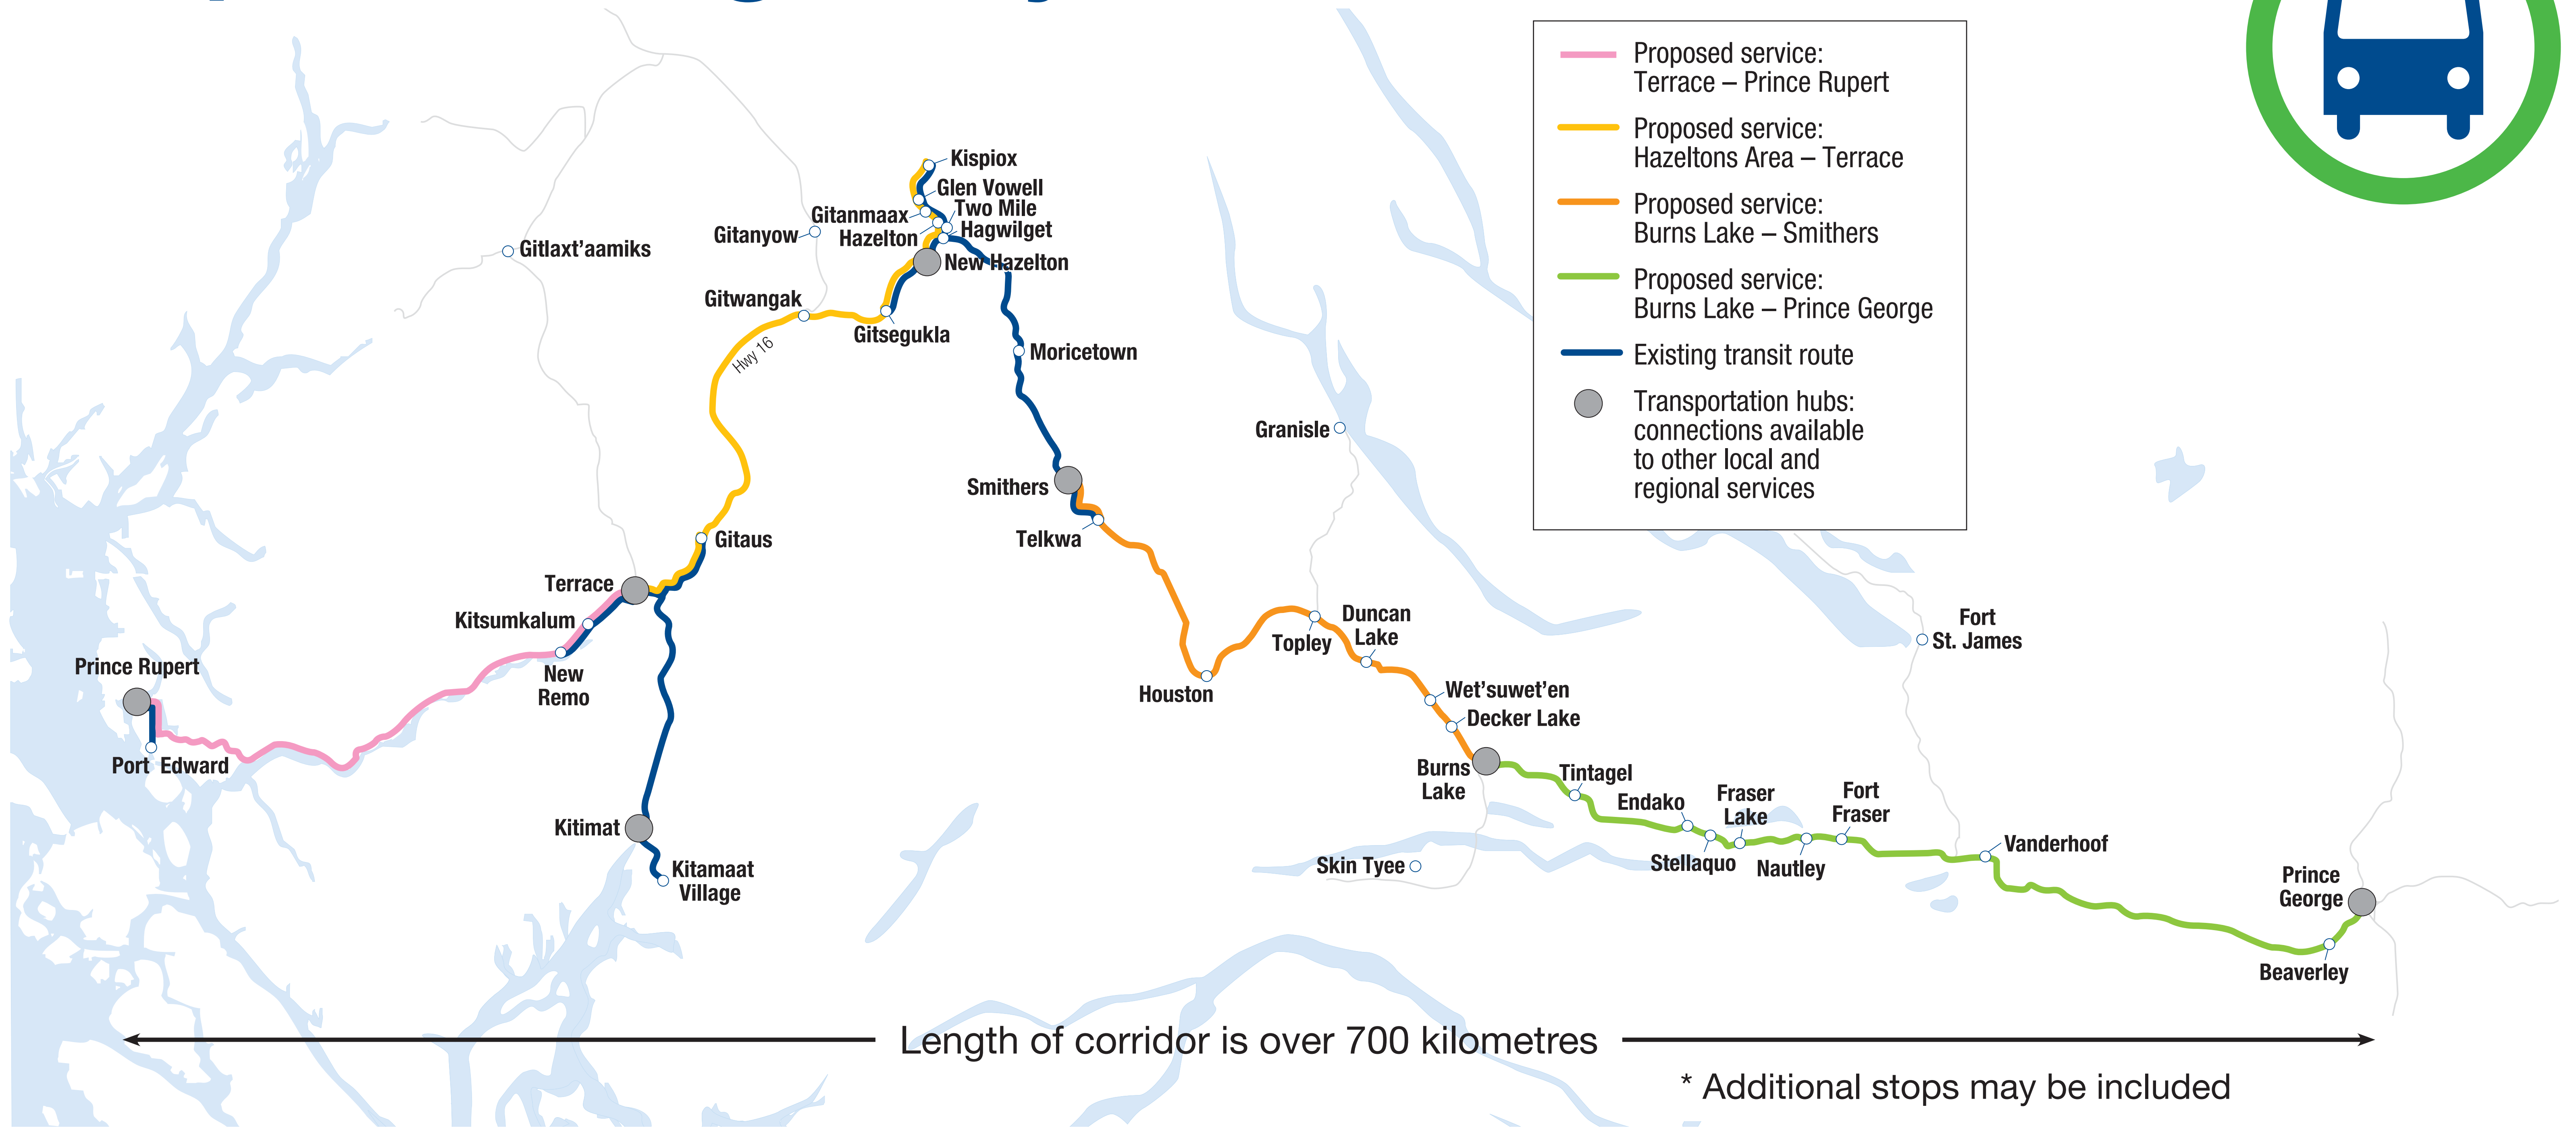 Proposed service:
Terrace – Prince Rupert
Proposed service:
Hazeltons Area – Terrace
Proposed service:
Burns Lake – Smithers
Proposed service:
Burns Lake – Prince George
Existing transit route
Transportation hubs:
connections available
to other local and
regional services
Kispiox
Glen Vowell
Gitanmaax
Two Mile
Hazelton
Hagwilget
Gitanyow
New Hazelton
Gitlaxt'aamiks
Gitwangak
Gitsegukla
Hwy 16
Moricetown
Granisle
Smithers
Telkwa
Gitaus
Terrace
Kitsumkalum
New
Remo
Prince Rupert
Port Edward
Kitimat
Kitamaat
Village
Houston
Topley
Duncan
Lake
Wet'suwet'en
Decker Lake
Burns
Lake
Tintagel
Endako
Fraser
Lake
Fort
Fraser
Stellaquo
Nautley
Skin Tyee
Fort
St. James
Vanderhoof
Prince
George
Beaverley
Length of corridor is over 700 kilometres
* Additional stops may be included